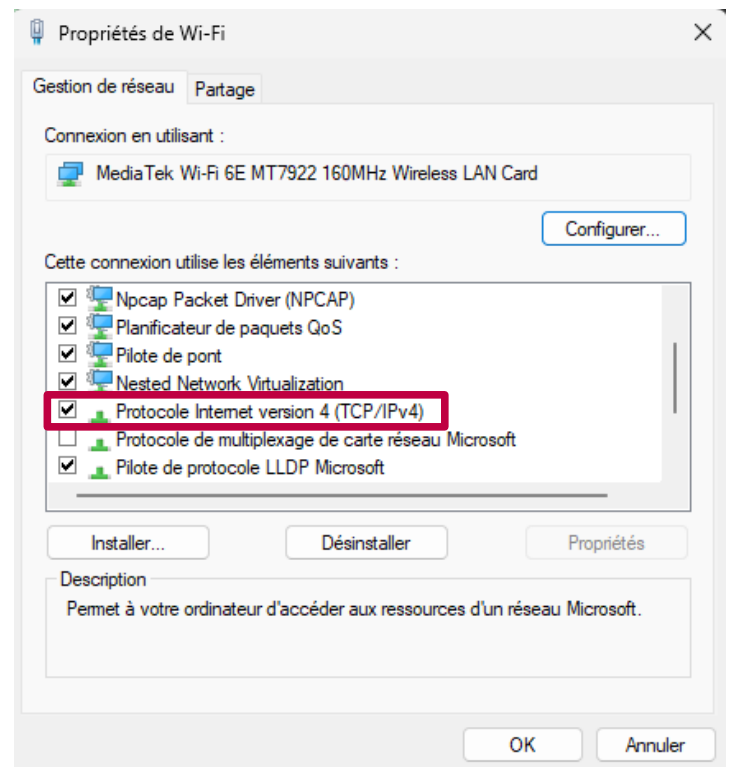 Propriétés de Wi-Fi
Gestion de réseau
Partage
Connexion en utilisant :
MediaTek Wi-Fi 6E MT7922 160MHz Wireless LAN Card
Configurer...
Cette connexion utilise les éléments suivants :
Npcap Packet Driver (NPCAP)
Planificateur de paquets QoS
Pilote de pont
Nested Network Virtualization
Protocole Internet version 4 (TCP/IPv4)
Protocole de multiplexage de carte réseau Microsoft
Pilote de protocole LLDP Microsoft
Installer...
Désinstaller
Propriétés
Description
Permet à votre ordinateur d'accéder aux ressources d'un réseau Microsoft.
OK
Annuler